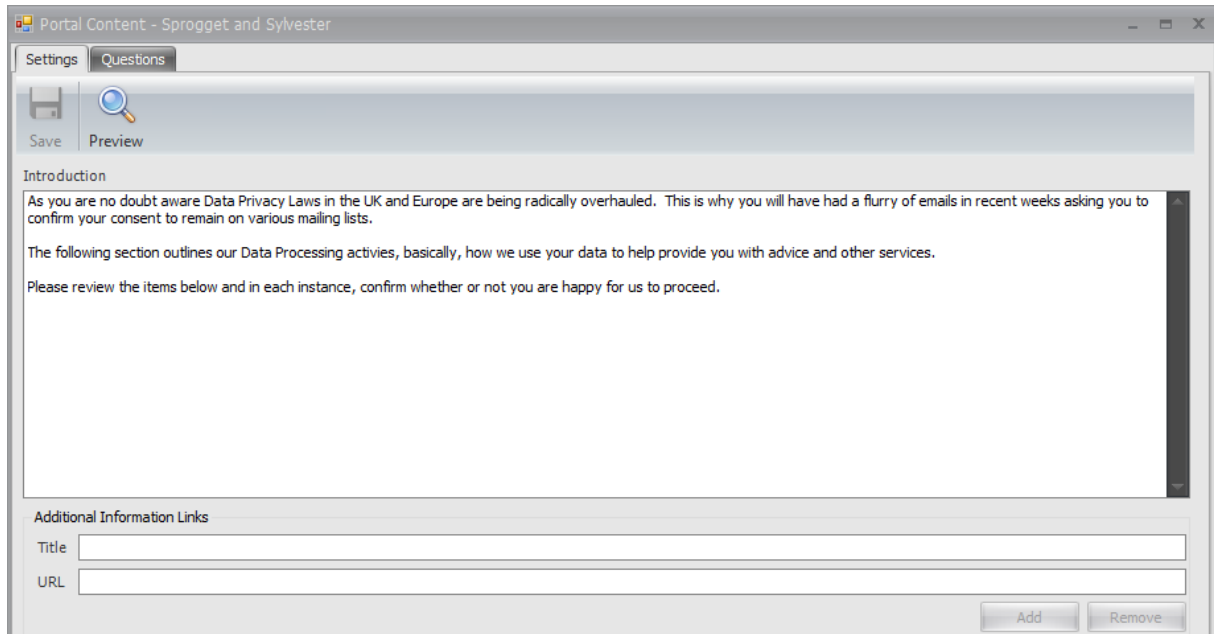 Portal Content - Sprogget and Sylvester
Settings Questions
Save Preview
Introduction
As you are no doubt aware Data Privacy Laws in the UK and Europe are being radically overhauled. This is why you will have had a flurry of emails in recent weeks asking you to
confirm your consent to remain on various mailing lists.
The following section outlines our Data Processing activies, basically, how we use your data to help provide you with advice and other services.
Please review the items below and in each instance, confirm whether or not you are happy for us to proceed.
Additional Information Links
Title
URL
Add Remove